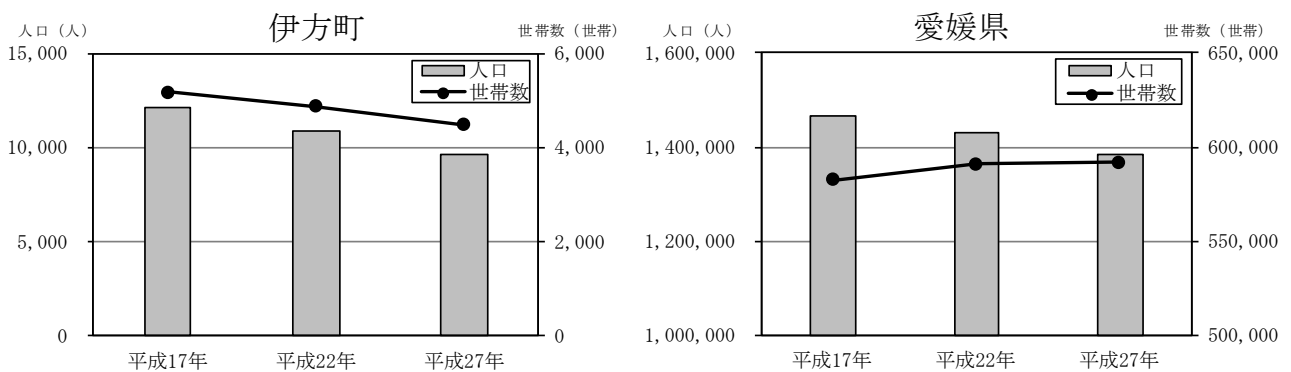 伊方町
人口（人）
世帯数（世帯）
15,000
10,000
5,000
0
6,000
4,000
2,000
0
人口
世帯数
平成17年
平成22年
平成27年
愛媛県
人口（人）
世帯数（世帯）
1,600,000
1,400,000
1,200,000
1,000,000
650,000
600,000
550,000
500,000
人口
世帯数
平成17年
平成22年
平成27年